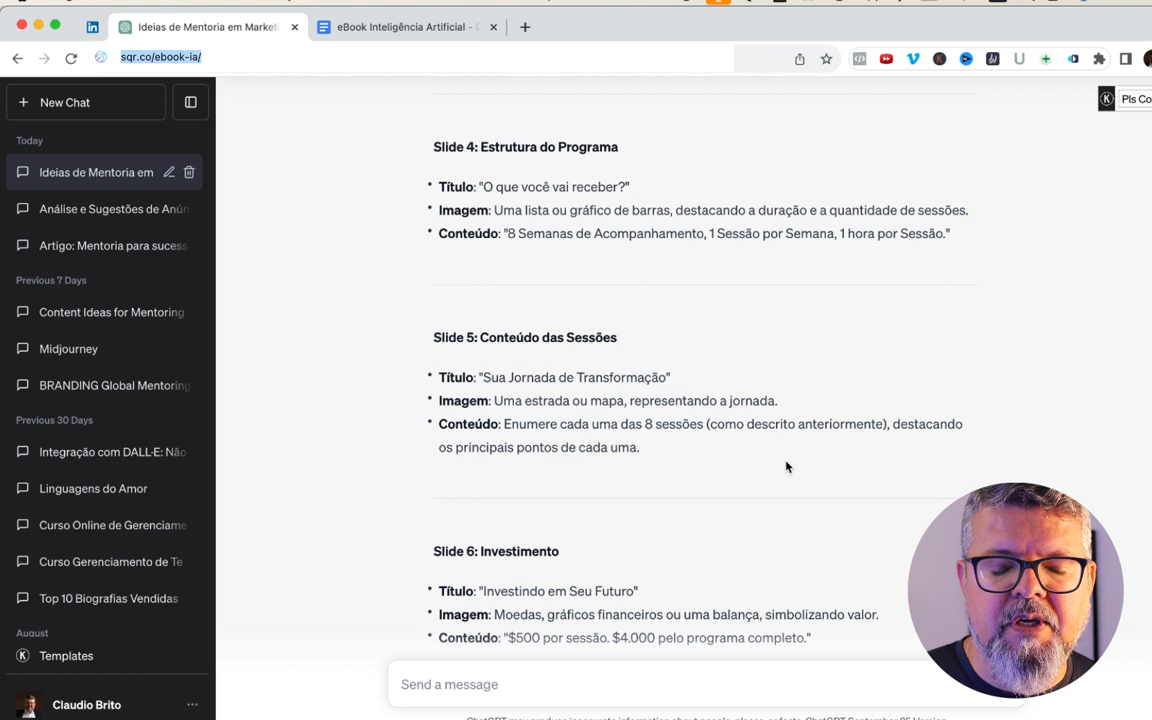 Ideias de Mentoria em Marketi
eBook Inteligência Artificial -
sqr.co/ebook-ia/
New Chat
Pls Co
Today
Ideias de Mentoria em
Análise e Sugestões de Anún
Artigo: Mentoria para sucess
Previous 7 Days
Content Ideas for Mentoring
Midjourney
BRANDING Global Mentoring
Previous 30 Days
Integração com DALL·E: Não
Linguagens do Amor
Curso Online de Gerenciame
Curso Gerenciamento de Te
Top 10 Biografias Vendidas
August
Templates
Claudio Brito
Slide 4: Estrutura do Programa
Título: "O que você vai receber?"
Imagem: Uma lista ou gráfico de barras, destacando a duração e a quantidade de sessões.
Conteúdo: "8 Semanas de Acompanhamento, 1 Sessão por Semana, 1 hora por Sessão."
Slide 5: Conteúdo das Sessões
Título: "Sua Jornada de Transformação"
Imagem: Uma estrada ou mapa, representando a jornada.
Conteúdo: Enumere cada uma das 8 sessões (como descrito anteriormente), destacando
os principais pontos de cada uma.
Slide 6: Investimento
Título: "Investindo em Seu Futuro"
Imagem: Moedas, gráficos financeiros ou uma balança, simbolizando valor.
Conteúdo: "$500 por sessão. $4.000 pelo programa completo."
Send a message